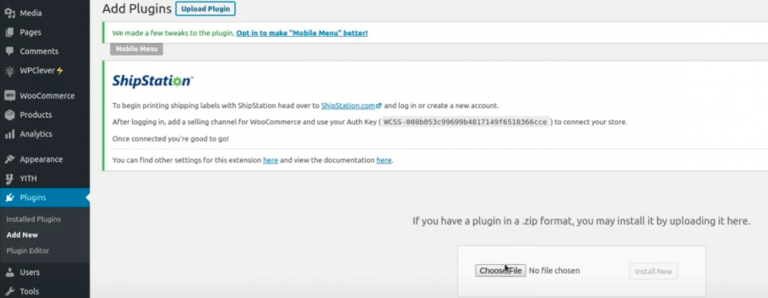 Media
Pages
Comments
WPClever⚡
WooCommerce
Products
Analytics
Appearance
YITH
Plugins
Installed Plugins
Add New
Plugin Editor
Users
Tools
Add Plugins Upload Plugin
We made a few tweaks to the plugin, Opt in to make "Mobile Menu" better!
Mobile Menu
ShipStation
To begin printing shipping labels with ShipStation head over to ShipStation.com and log in or create a new account.
After logging in, add a selling channel for WooCommerce and use your Auth Key ( WCSS-008b053c99699b4817149f6518366cce ) to connect your store.
Once connected you're good to go!
You can find other settings for this extension here and view the documentation here.
If you have a plugin in a .zip format, you may install it by uploading it here.
Choose File No file chosen Install Now